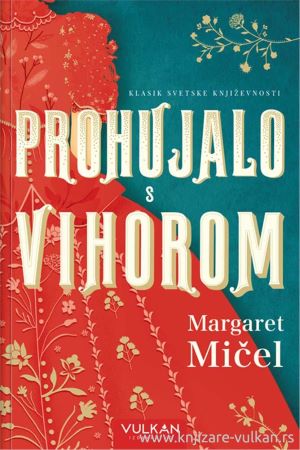 KLASIK SVETSKE KNJIŽEVNOSTI
PROHUJALO
S
VIHOROM
Margaret
Mičel
VULKAN
www.knjizare-vulkan.rs